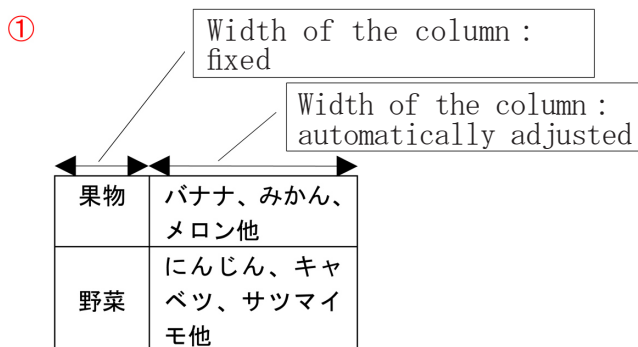 ①
Width of the column：
fixed
Width of the column：
automatically adjusted
果物
バナナ、みかん、
メロン他
野菜
にんじん、キャ
ベツ、サツマイ
モ他